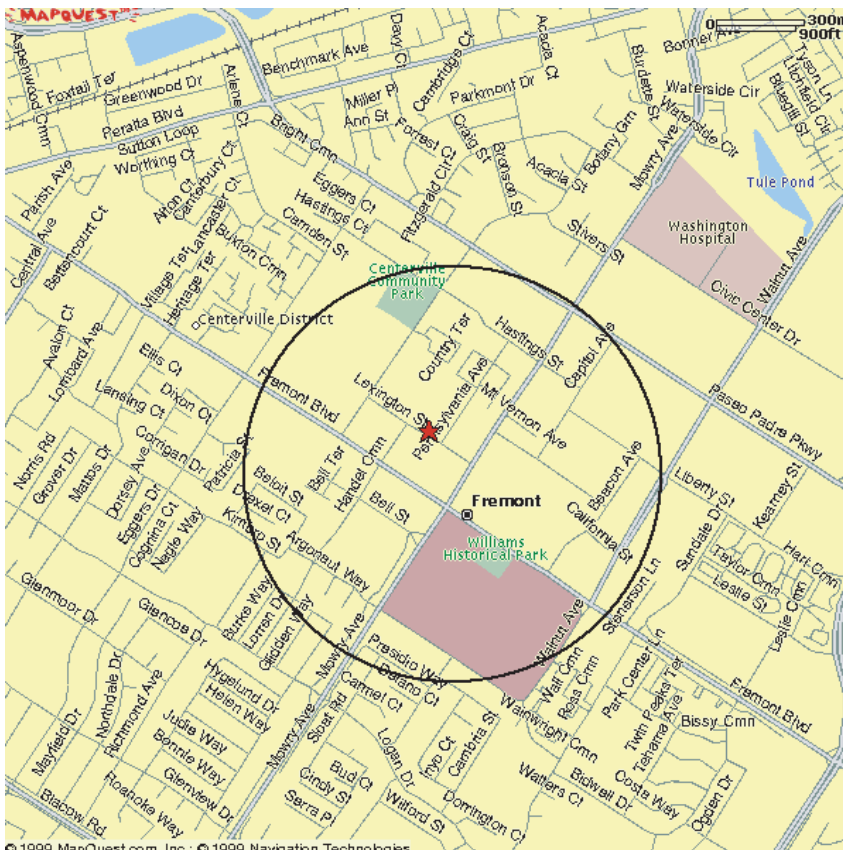 MAPQUEST
0 300m
900ft
Bonner Ave
Tyson Ln
Litchfield Cir
Bluegill St
Waterside Cir
Waterside Cir
Burdette St
Acacia Ct
Cambridge Ct
Davy Ct
Benchmark Ave
Aspenwood Cmn
Foxtail Ter
Greenwood Dr
Arlene Ct
Peralta Blvd
Sutton Loop
Worthing Ct
Bright Cmn
Miller Pl
Ann St
Forrest Ct
Parkmont Dr
Craig St
Bronson St
Acacia St
Botany Grn
Mowry Ave
Tule Pond
Parish Ave
Central Ave
Bettencourt Ct
Anon Ct
Canterbury Ct
Lancaster Ct
Buxton Cmn
Village Ter
Heritage Ter
Eggers Ct
Hastings Ct
Camden St
Fitzgerald Ct
Stivers St
Washington
Hospital
Walnut Ave
Civic Center Dr
Centerville
Community
Park
Centerville District
Avalon Ct
Lombard Ave
Ellis Ct
Dixon Ct
Lansing Ct
Fremont Blvd
Country Ter
Hastings St
Capitol Ave
Lexington St
Pennsylvania Ave
Mt Vernon Ave
Paseo Padre Pkwy
Norris Rd
Grover Dr
Mattos Dr
Dorsey Ave
Corrigan Dr
Patricia St
Eggers Dr
Cognina Ct
Nagle Way
Beloit St
Drexel Ct
Kimbro St
Bell Ter
Handel Cmn
Bell St
Argonaut Way
Fremont
Beacon Ave
California St
Liberty St
Kearney St
Williams
Historical Park
Sundale Dr
Hart Cmn
Taylor Cmn
Leslie St
Leslie Cmn
Stenerson Ln
Glenmoor Dr
Glencoe Dr
Burke Way
Lorren Dr
Glidden Way
Mowry Ave
Presidio Way
Durano Ct
Carmel Ct
Walnut Ave
Wall Cmn
Ross Cmn
Park Center Ln
Twin Peaks Ter
Tehama Ave
Bissy Cmn
Fremont Blvd
Hygelund Dr
Helen Way
Northdale Dr
Richmond Ave
Mayfield Dr
Judie Way
Bonnie Way
Glenview Dr
Roanoke Way
Blacow Rd
Mowry Ave
Sloat Rd
Logan Dr
Inyo Ct
Cambria St
Wainwright Cmn
Walters Ct
Bidwell Dr
Costa Way
Ogden Dr
Bud Ct
Cindy St
Serra Pl
Wilford St
Dorrington Ct
© 1999 MapQuest.com, Inc.; © 1999 Navigation Technologies